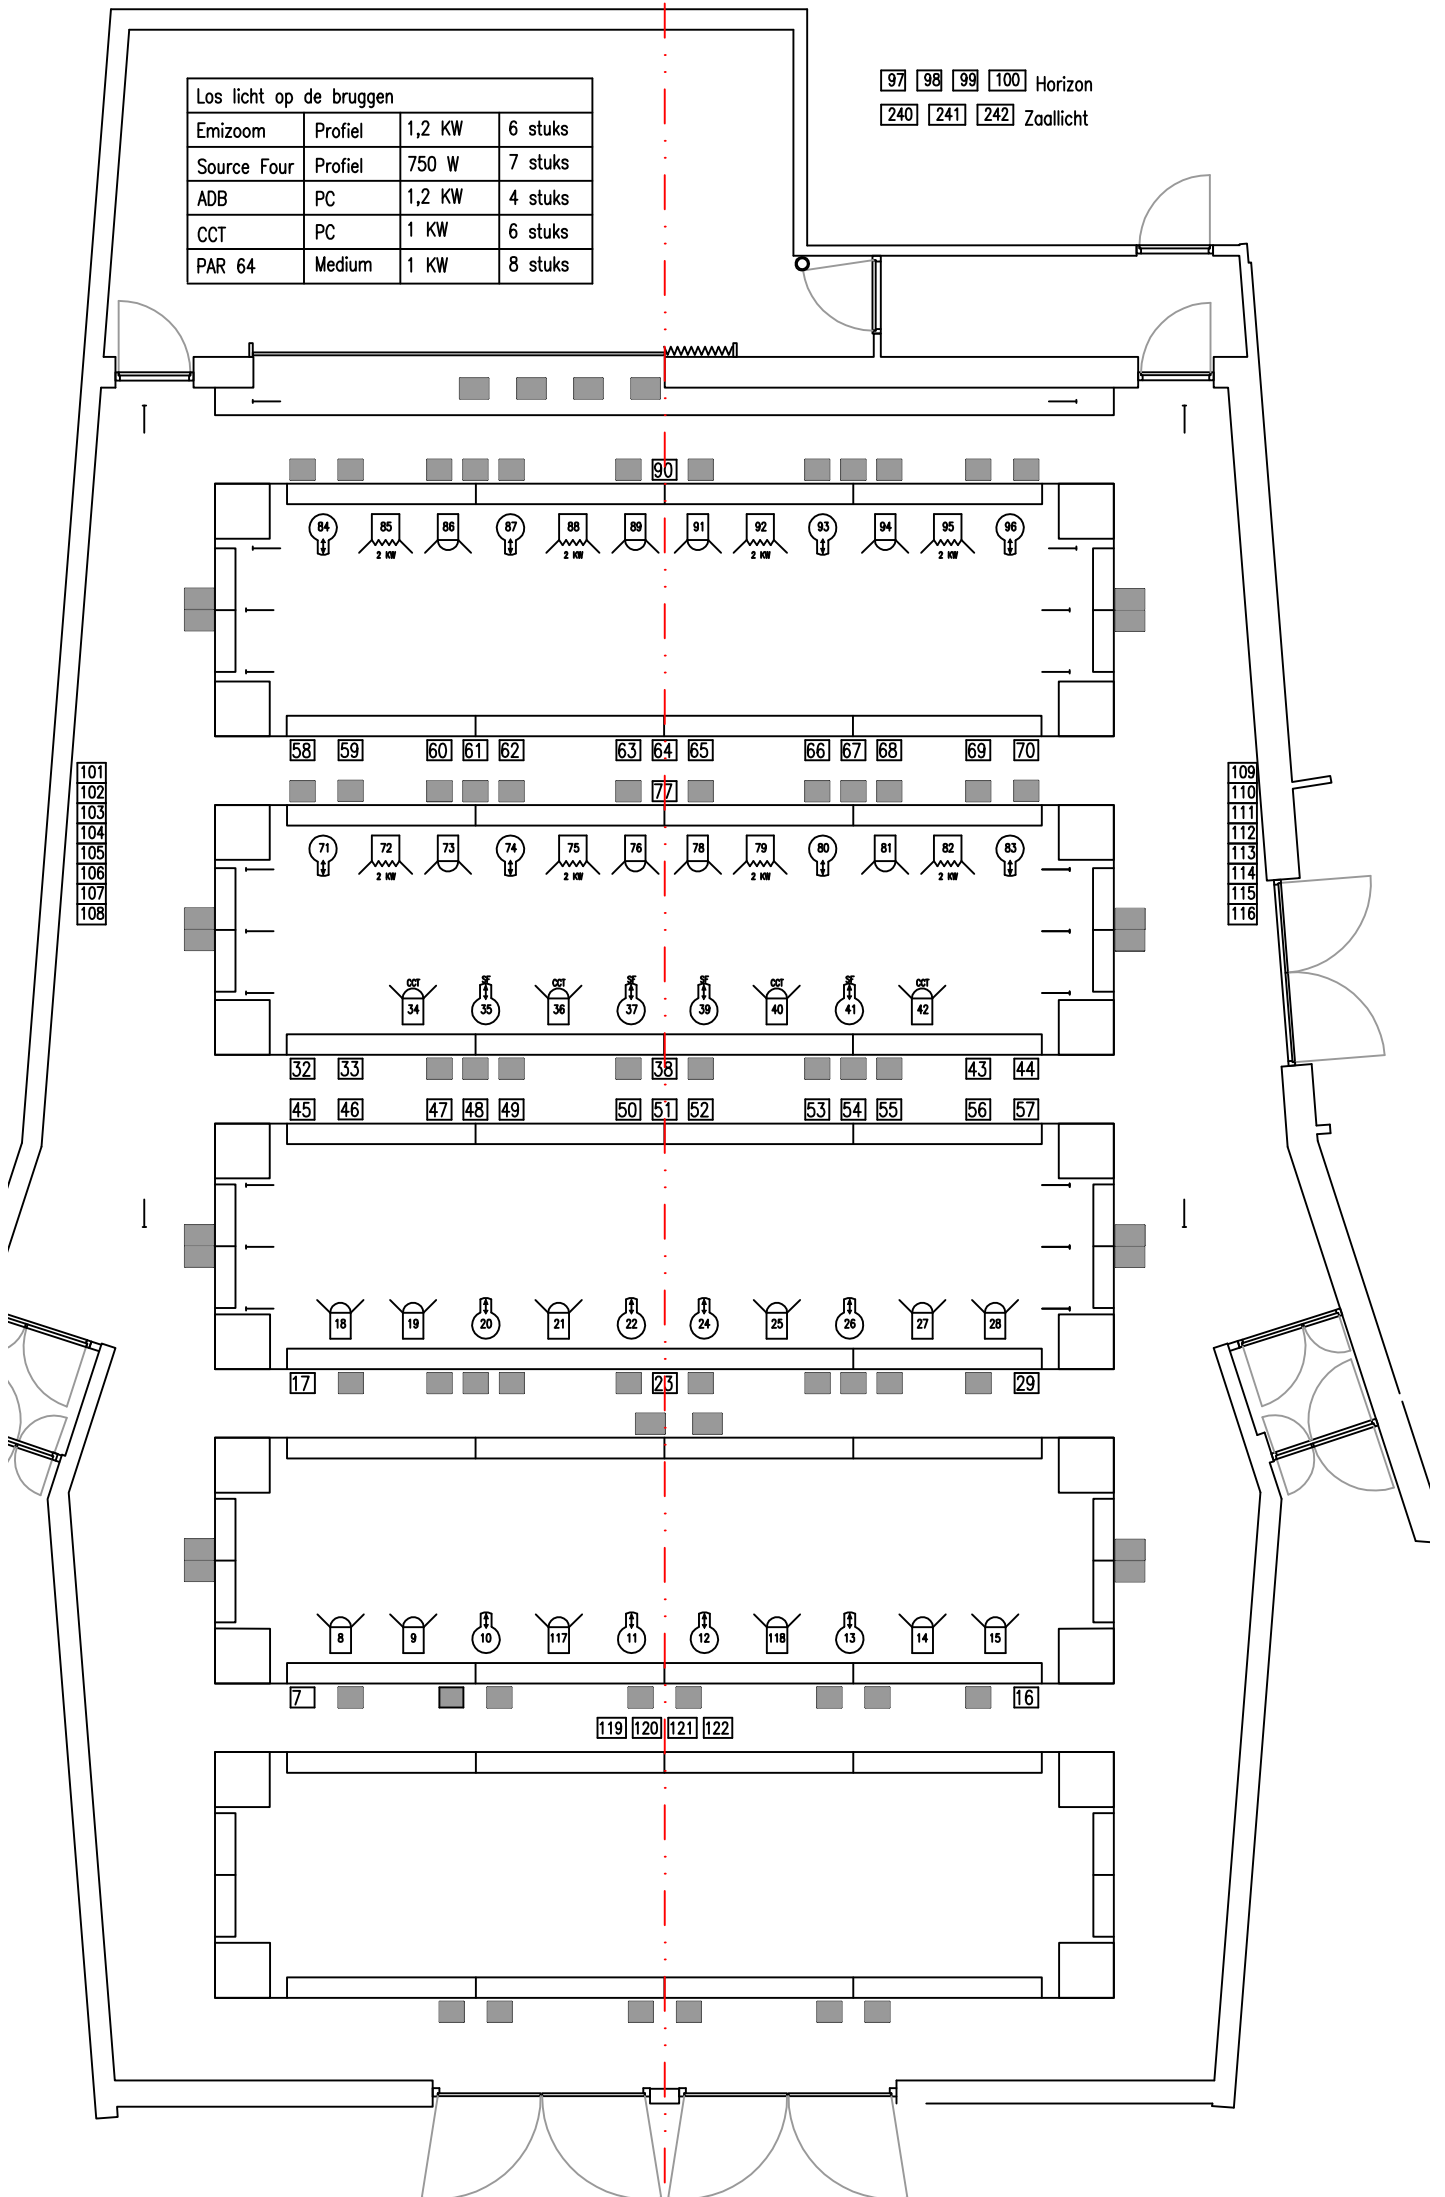 97 98 99 100 Horizon
240 241 242 Zaallicht
Los licht op de bruggen
Emizoom Profiel 1,2 KW 6 stuks
Source Four Profiel 750 W 7 stuks
ADB PC 1,2 KW 4 stuks
CCT PC 1 KW 6 stuks
PAR 64 Medium 1 KW 8 stuks
90
84 85 86 87 88 89 91 92 93 94 95 96
2 KW 2 KW 2 KW 2 KW
58 59 60 61 62 63 64 65 66 67 68 69 70
77
71 72 73 74 75 76 78 79 80 81 82 83
2 KW 2 KW 2 KW 2 KW
101
102
103
104
105
106
107
108
109
110
111
112
113
114
115
116
CCT SF CCT SF SF CCT SF CCT
34 35 36 37 39 40 41 42
32 33 38 43 44
45 46 47 48 49 50 51 52 53 54 55 56 57
18 19 20 21 22 24 25 26 27 28
17 23 29
8 9 10 117 11 12 118 13 14 15
7 16
119 120 121 122